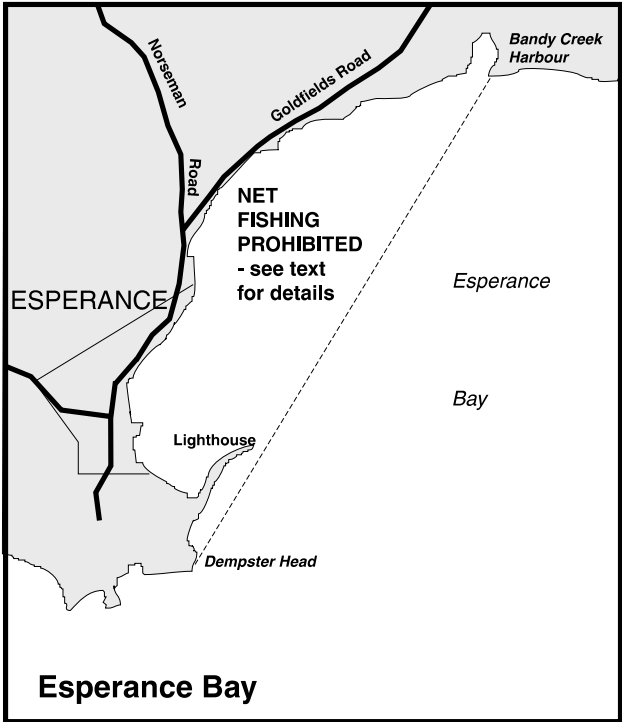 Bandy Creek
Harbour
Norseman
Road
Goldfields Road
NET
FISHING
PROHIBITED
- see text
for details
ESPERANCE
Esperance
Bay
Lighthouse
Dempster Head
Esperance Bay